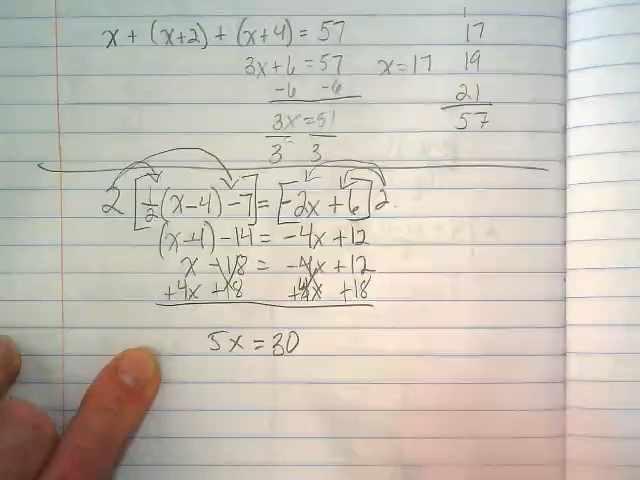 x + (x+2) + (x+4) = 57
3x+6 = 57
-6 -6
3x = 51
3 3
x = 17
17
19
21
57
2 [1/2(x-4) -7] = [-2x + 6] 2
(x-4) - 14 = -4x + 12
x - 18 = -4x + 12
+4x +18 +4x +18
5x = 30